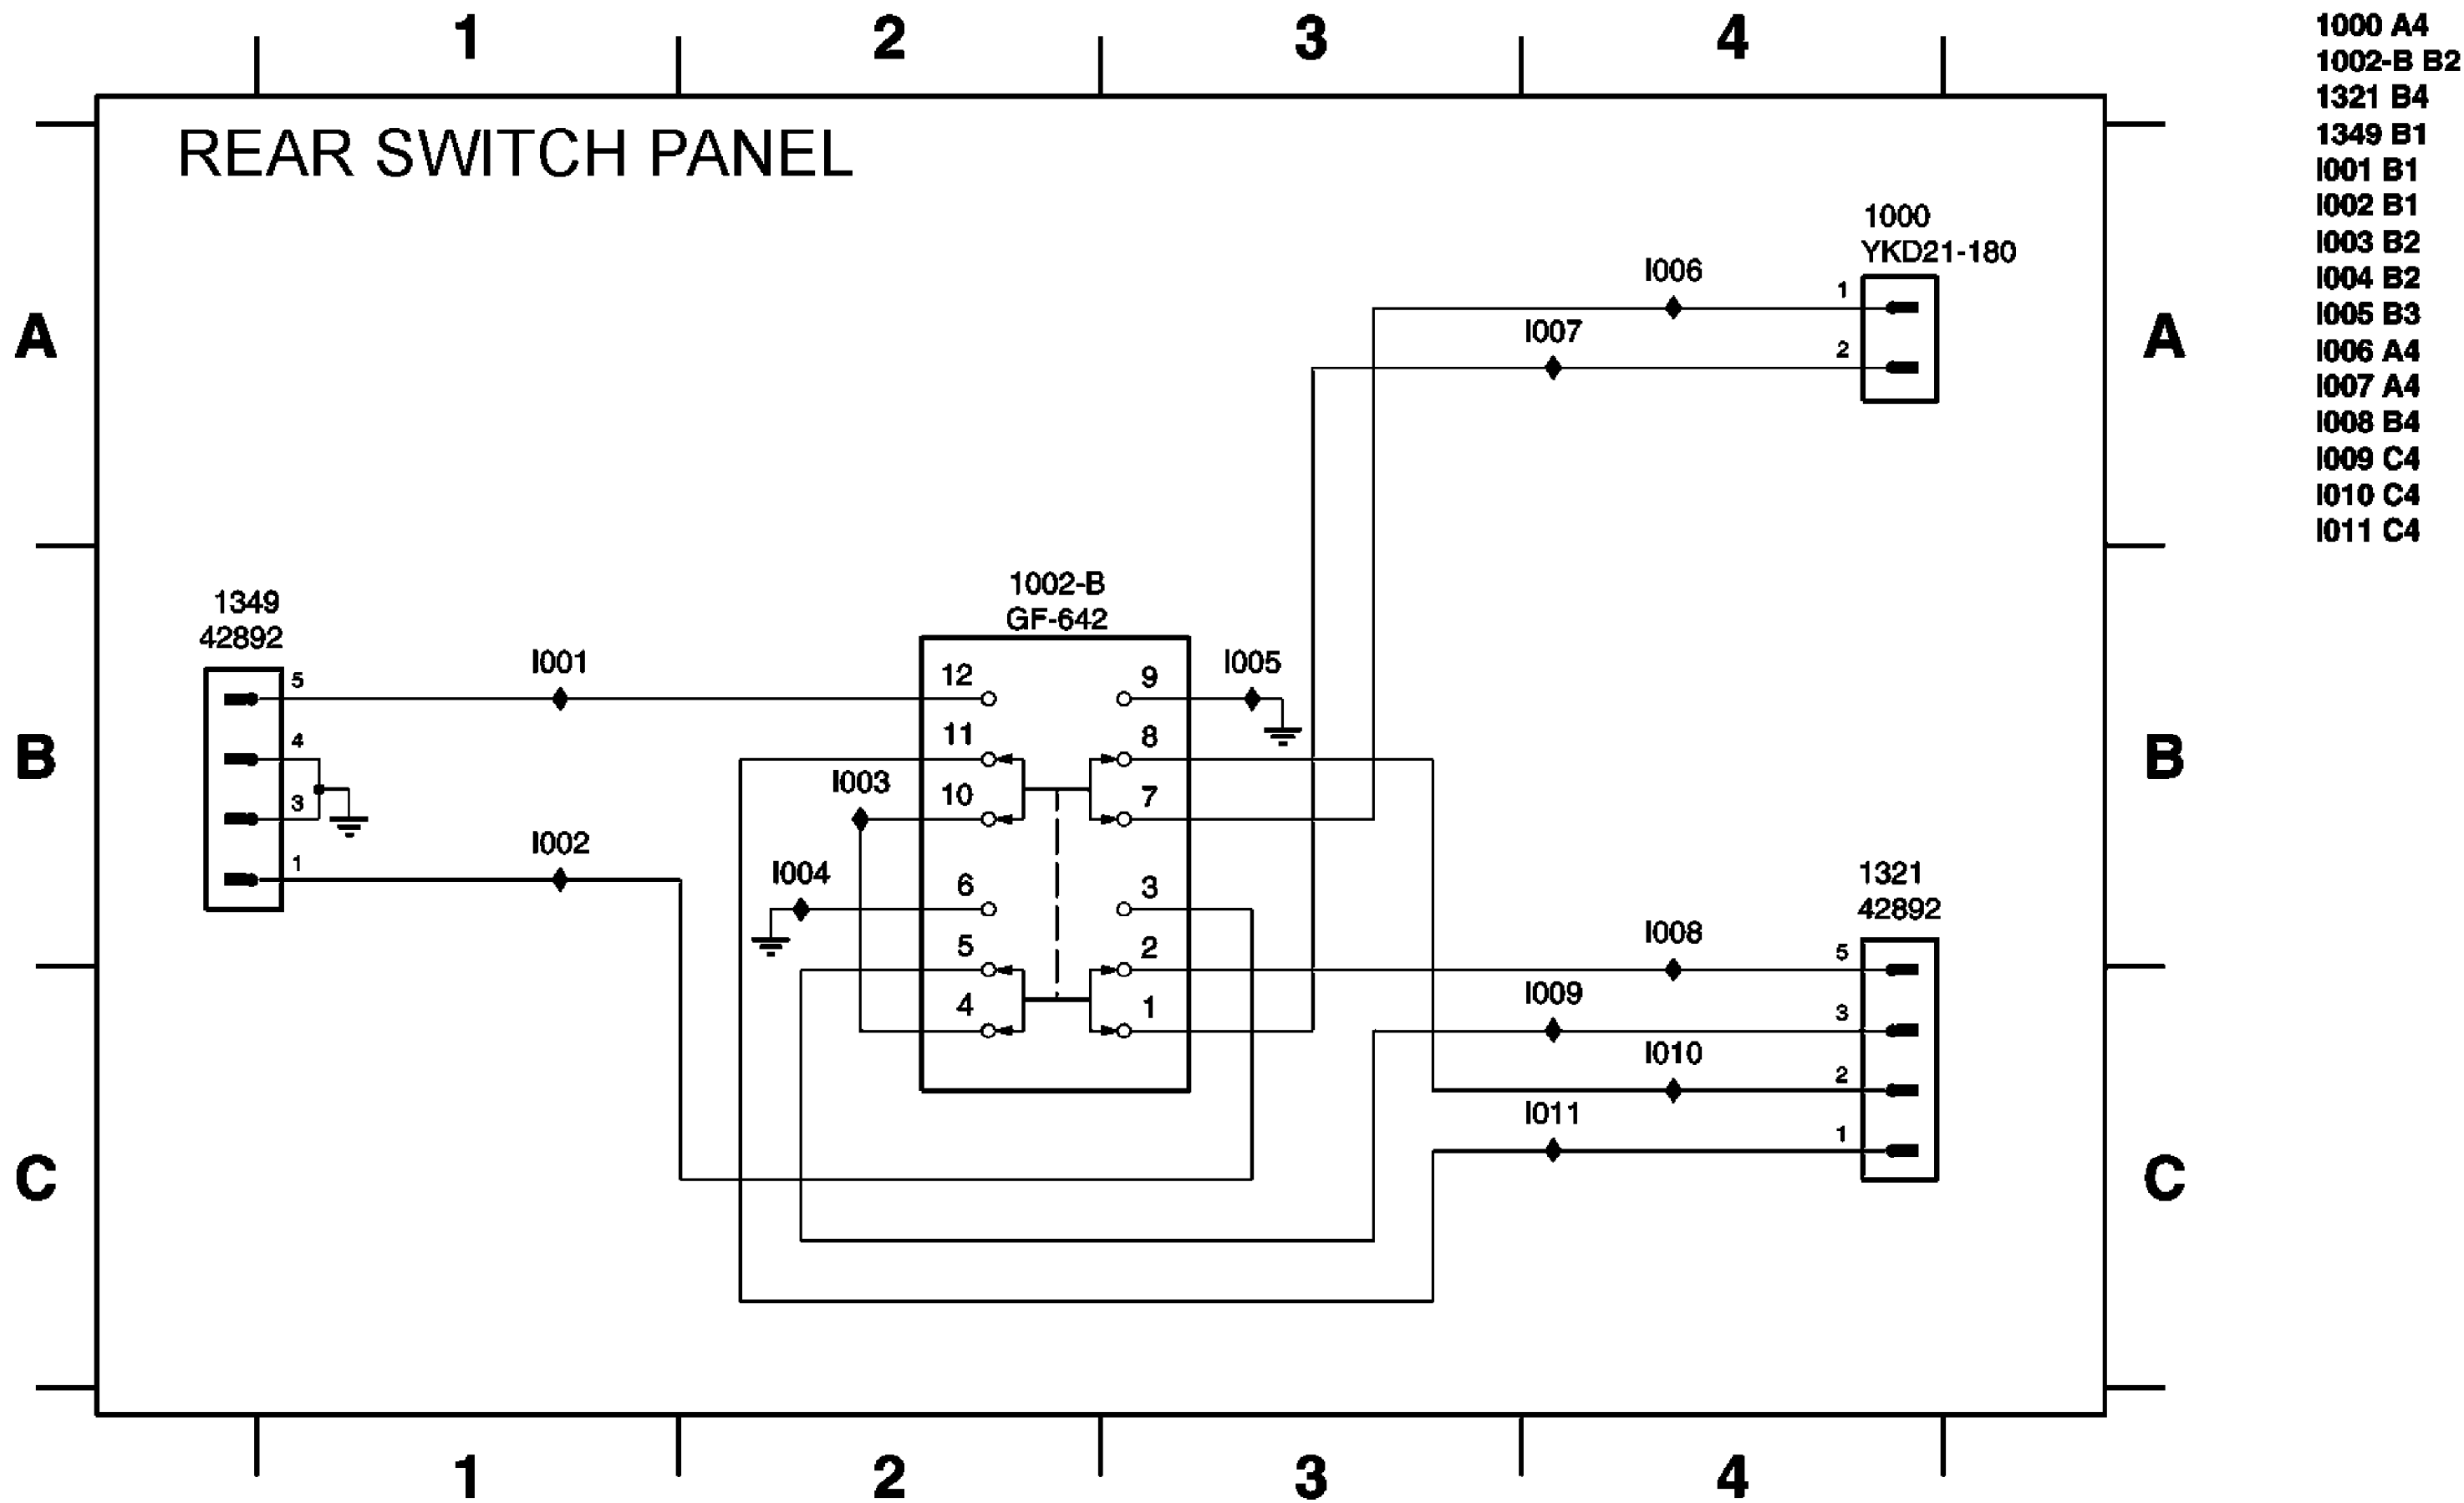 1 2 3 4
REAR SWITCH PANEL
1000 A4
1002-B B2
1321 B4
1349 B1
I001 B1
I002 B1
I003 B2
I004 B2
I005 B3
I006 A4
I007 A4
I008 B4
I009 C4
I010 C4
I011 C4
A A
1000
YKD21-180
I006 1
I007 2
B B
1349
42892
5
4
3
1
I001
I002
1002-B
GF-642
12 9
11 8
10 7
6 3
5 2
4 1
I003
I004
I005
1321
42892
I008 5
I009 3
I010 2
I011 1
C C
1 2 3 4